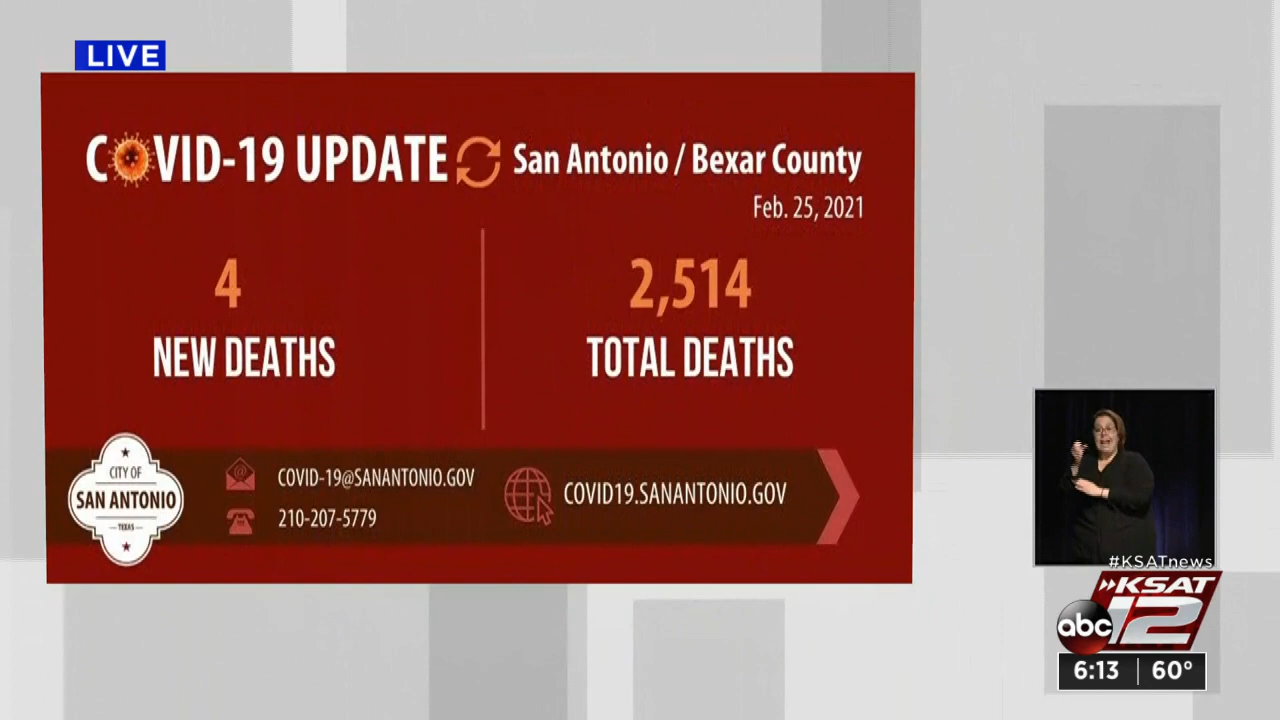 LIVE
COVID-19 UPDATE
San Antonio / Bexar County
Feb. 25, 2021
4
NEW DEATHS
2,514
TOTAL DEATHS
CITY OF
SAN ANTONIO
TEXAS
@
COVID-19@SANANTONIO.GOV
210-207-5779
COVID19.SANANTONIO.GOV
#KSATnews
KSAT
abc
12
6:13
60°